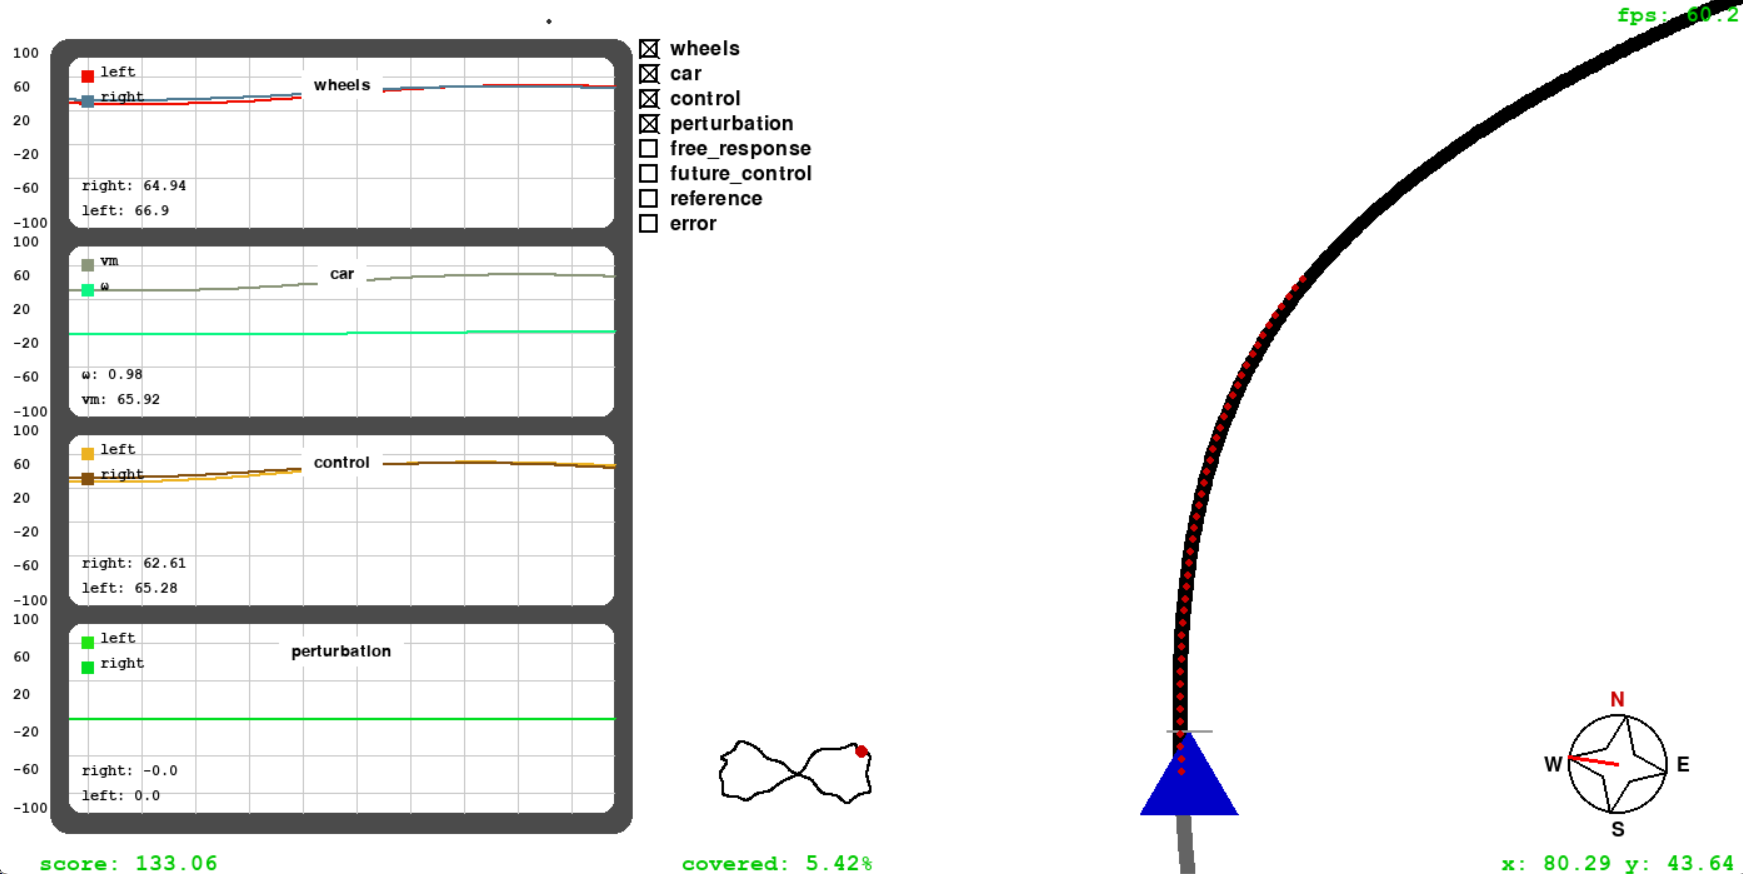 fps: 60.2
100
60
20
-20
-60
-100
left
right
wheels
right: 64.94
left: 66.9
wheels
car
control
perturbation
free_response
future_control
reference
error
100
60
20
-20
-60
-100
vm
ω
car
ω: 0.98
vm: 65.92
100
60
20
-20
-60
-100
left
right
control
right: 62.61
left: 65.28
100
60
20
-20
-60
-100
left
right
perturbation
right: -0.0
left: 0.0
N
W
E
S
score: 133.06
covered: 5.42%
x: 80.29 y: 43.64